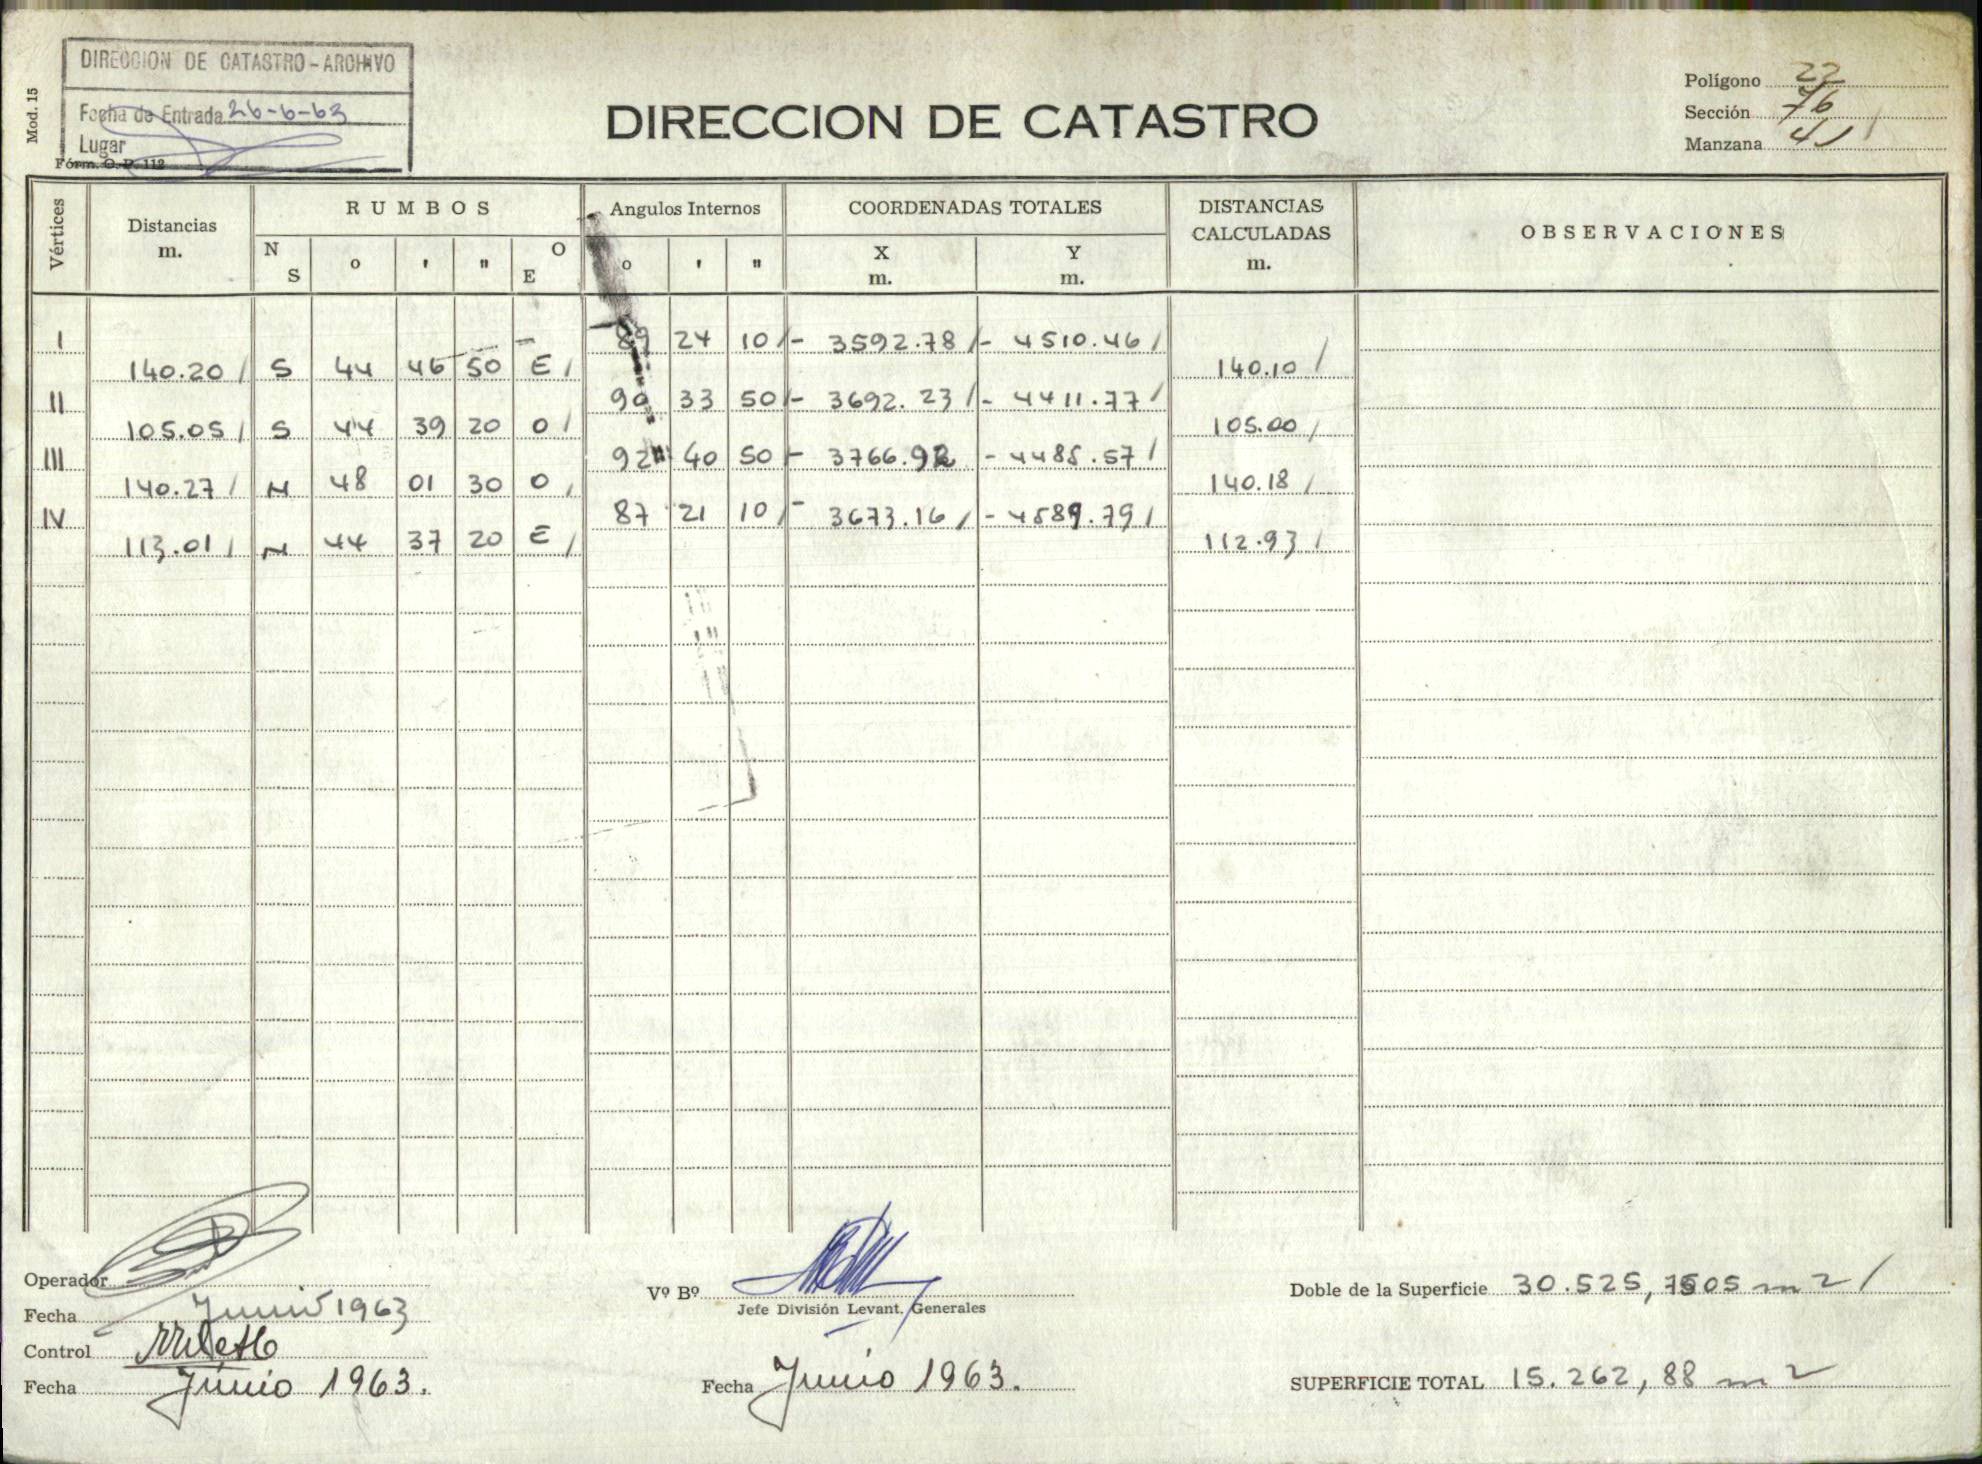 DIRECCION DE CATASTRO - ARCHIVO
Fecha de Entrada 26-6-63
Lugar
Mod. 15
Fórm. O. P. 112
DIRECCION DE CATASTRO
Polígono 22
Sección 76
Manzana 41 /
Vértices
Distancias
m.
RUMBOS
N S o ' " O E
Angulos Internos
o ' "
COORDENADAS TOTALES
X m. Y m.
DISTANCIAS CALCULADAS
m.
OBSERVACIONES
I 89 24 10 / - 3592.78 / - 4510.46 /
140.20 / S 44 46 50 E / 140.10 /
II 90 33 50 / - 3692.23 / - 4411.77 /
105.05 / S 44 39 20 O / 105.00 /
III 92 40 50 - 3766.92 - 4485.57 /
140.27 / N 48 01 30 O / 140.18 /
IV 87 21 10 / - 3673.16 / - 4589.79 /
113.01 / N 44 37 20 E / 112.93 /
Operador
Fecha Junio 1963
Control
Fecha Junio 1963.
Vº Bº
Jefe División Levant. Generales
Fecha Junio 1963.
Doble de la Superficie 30.525, m2 /
SUPERFICIE TOTAL 15.262,88 m2